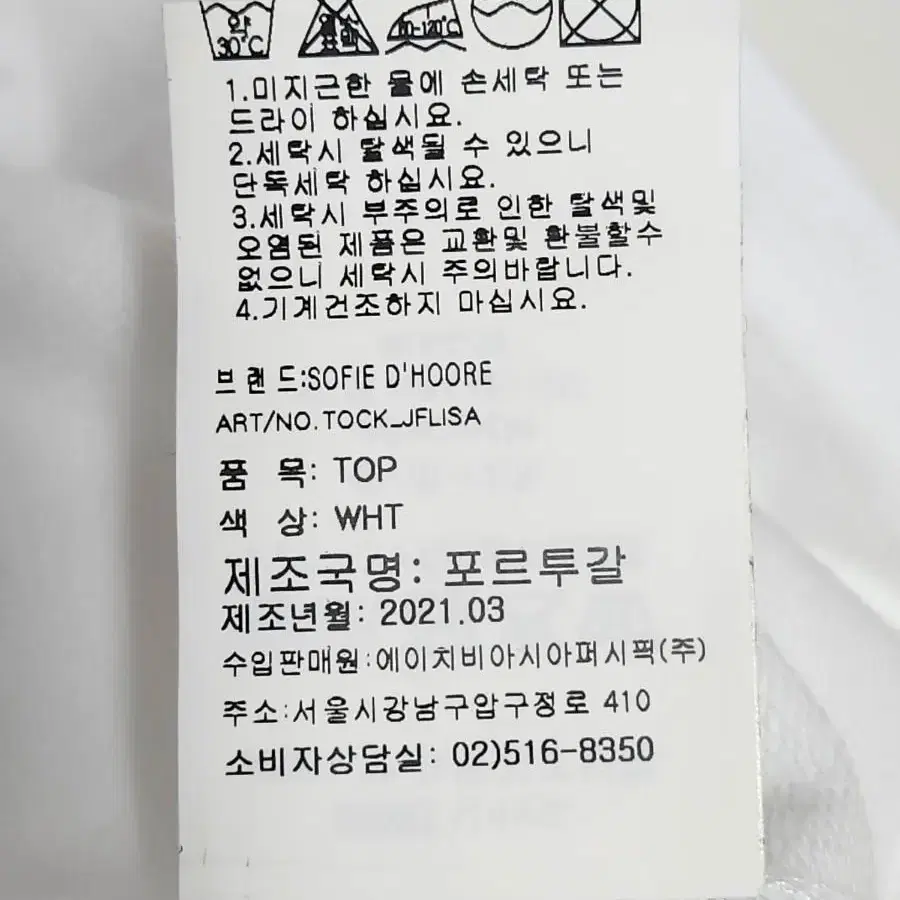 약 30°C 염소표백 80~120°C
1.미지근한 물에 손세탁 또는
드라이 하십시요.
2.세탁시 탈색될 수 있으니
단독세탁 하십시요.
3.세탁시 부주의로 인한 탈색및
오염된 제품은 교환및 환불할수
없으니 세탁시 주의바랍니다.
4.기계건조하지 마십시요.
브 랜 드:SOFIE D'HOORE
ART/NO. TOCK_JFLISA
품 목: TOP
색 상: WHT
제조국명: 포르투갈
제조년월: 2021.03
수입판매원:에이치비아시아퍼시픽(주)
주소:서울시강남구압구정로 410
소비자상담실: 02)516-8350